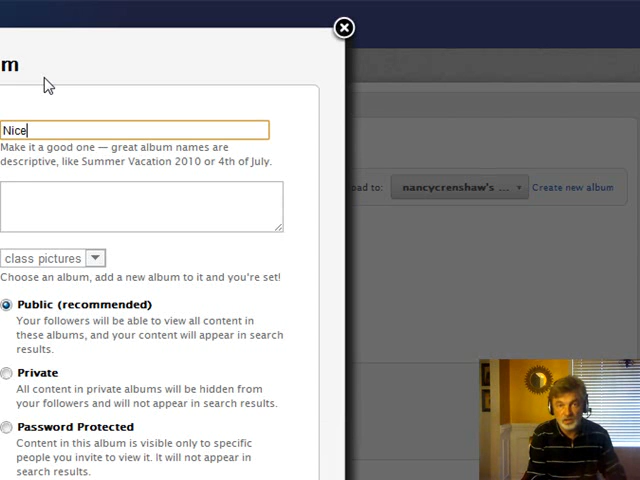 m
Nice
Make it a good one — great album names are
descriptive, like Summer Vacation 2010 or 4th of July.
oad to: nancycrenshaw's ... Create new album
class pictures
Choose an album, add a new album to it and you're set!
Public (recommended)
Your followers will be able to view all content in
these albums, and your content will appear in search
results.
Private
All content in private albums will be hidden from
your followers and will not appear in search results.
Password Protected
Content in this album is visible only to specific
people you invite to view it. It will not appear in
search results.